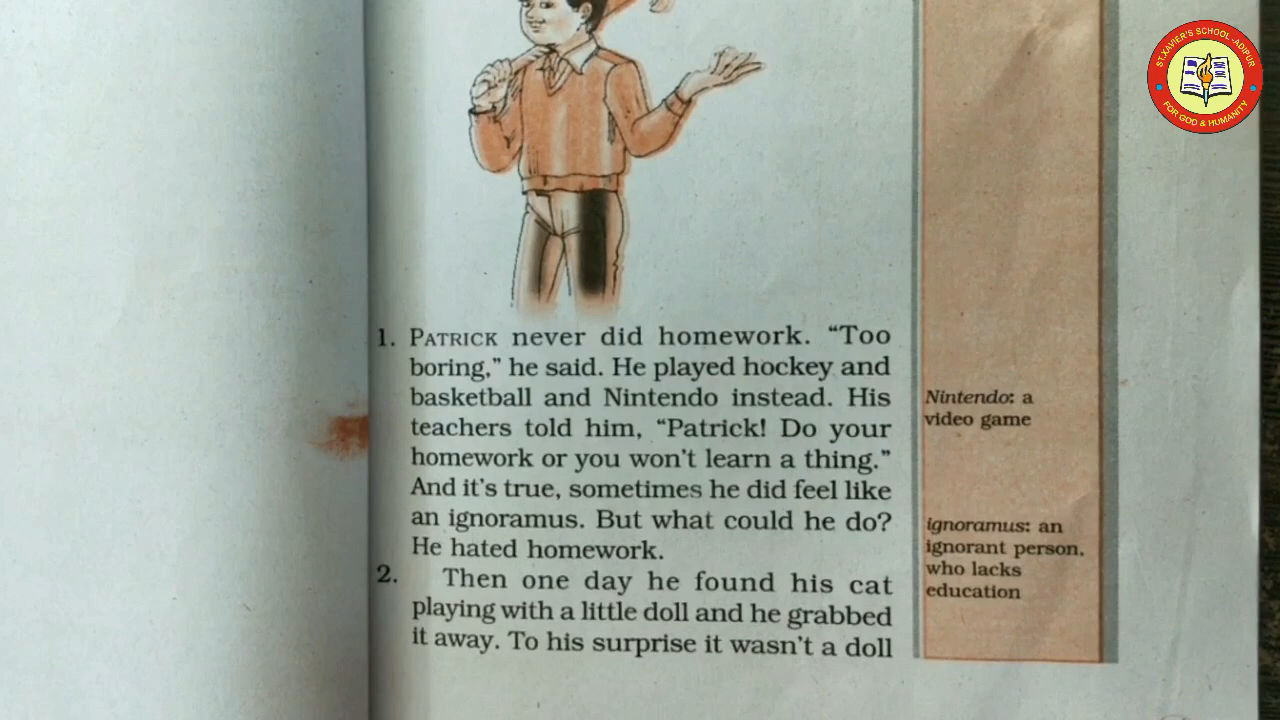 ST.XAVIER'S SCHOOL -ADIPUR
FOR GOD & HUMANITY
1. PATRICK never did homework. “Too
boring,” he said. He played hockey and
basketball and Nintendo instead. His
teachers told him, “Patrick! Do your
homework or you won't learn a thing.”
And it's true, sometimes he did feel like
an ignoramus. But what could he do?
He hated homework.
2. Then one day he found his cat
playing with a little doll and he grabbed
it away. To his surprise it wasn't a doll
Nintendo: a
video game
ignoramus: an
ignorant person,
who lacks
education